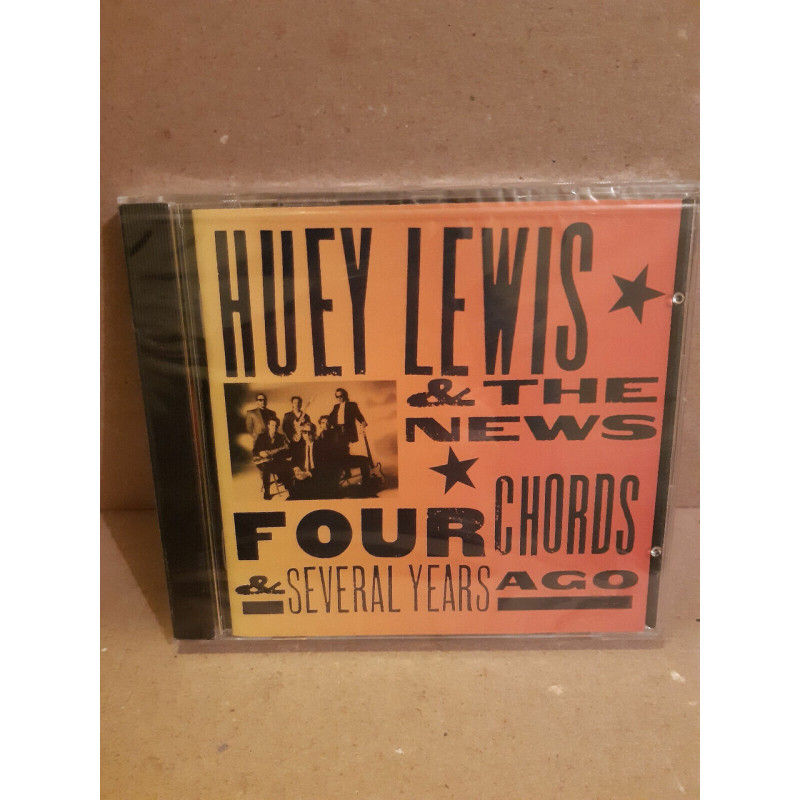 HUEY LEWIS
& THE
NEWS
FOUR CHORDS
& SEVERAL YEARS AGO